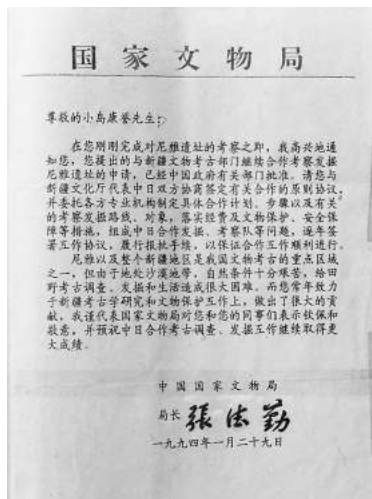 国家文物局
尊敬的小岛康誉先生:
在您刚刚完成对尼雅遗址的考察之即，我高兴地通
知您，您提出的与新疆文物考古部门继续合作考察发掘
尼雅遗址的申请，已经中国政府有关部门批准。请您与
新疆文化厅代表中日双方协商签定有关合作的原则协议，
并委托各方专业机构制定具体合作计划。步骤以及有关
的考察发掘路线、对象，落实经费及文物保护、安全保
障等措施，组成中日合作考察、考察队等问题，逐年签
署工作协议，履行报批手续，以保证合作工作顺利进行。
尼雅以及整个新疆地区是我国文物考古的重点区域
之一，但由于地处沙漠地带，自然条件十分艰苦，给田
野考古调查、发掘和生活造成很大困难。而您常年致力
于新疆考古学研究和文物保护工作上，做出了很大的贡
献，我谨代表国家文物局对您和您的同事们表示钦佩和
敬意，并预祝中日合作考古调查、发掘工作继续取得更
大成绩。
中国国家文物局
局长 張德勤
一九九四年一月二十九日